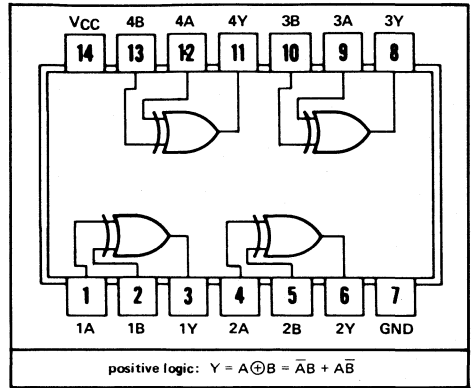 VCC 4B 4A 4Y 3B 3A 3Y
14 13 12 11 10 9 8
1 2 3 4 5 6 7
1A 1B 1Y 2A 2B 2Y GND
positive logic: Y = A⊕B = A̅B + AB̅